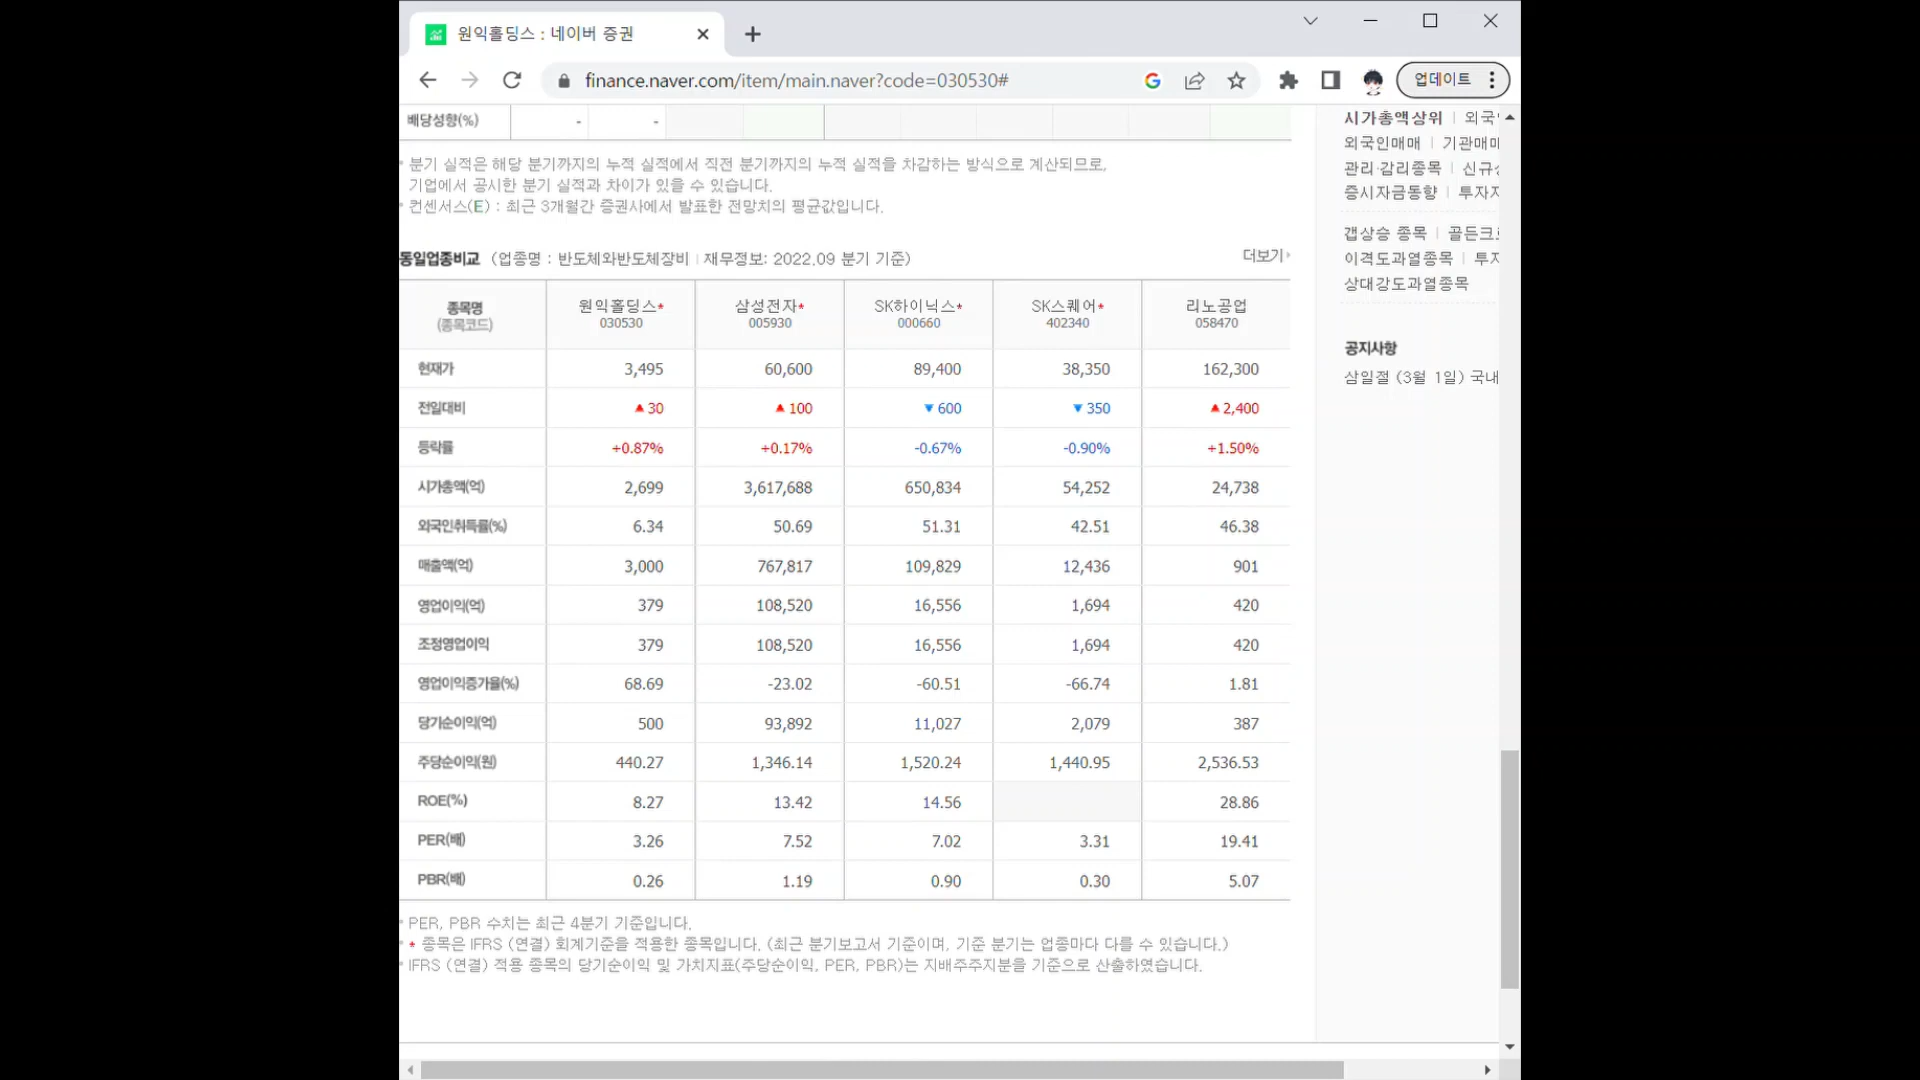 원익홀딩스 : 네이버 증권
finance.naver.com/item/main.naver?code=030530#
업데이트
배당성향(%) - -
* 분기 실적은 해당 분기까지의 누적 실적에서 직전 분기까지의 누적 실적을 차감하는 방식으로 계산되므로,
기업에서 공시한 분기 실적과 차이가 있을 수 있습니다.
* 컨센서스(E) : 최근 3개월간 증권사에서 발표한 전망치의 평균값입니다.
동일업종비교 (업종명 : 반도체와반도체장비 | 재무정보: 2022.09 분기 기준) 더보기
종목명 원익홀딩스* 삼성전자* SK하이닉스* SK스퀘어* 리노공업
(종목코드) 030530 005930 000660 402340 058470
현재가 3,495 60,600 89,400 38,350 162,300
전일대비 ▲30 ▲100 ▼600 ▼350 ▲2,400
등락률 +0.87% +0.17% -0.67% -0.90% +1.50%
시가총액(억) 2,699 3,617,688 650,834 54,252 24,738
외국인취득률(%) 6.34 50.69 51.31 42.51 46.38
매출액(억) 3,000 767,817 109,829 12,436 901
영업이익(억) 379 108,520 16,556 1,694 420
조정영업이익 379 108,520 16,556 1,694 420
영업이익증가율(%) 68.69 -23.02 -60.51 -66.74 1.81
당기순이익(억) 500 93,892 11,027 2,079 387
주당순이익(원) 440.27 1,346.14 1,520.24 1,440.95 2,536.53
ROE(%) 8.27 13.42 14.56 28.86
PER(배) 3.26 7.52 7.02 3.31 19.41
PBR(배) 0.26 1.19 0.90 0.30 5.07
* PER, PBR 수치는 최근 4분기 기준입니다.
* * 종목은 IFRS (연결) 회계기준을 적용한 종목입니다. (최근 분기보고서 기준이며, 기준 분기는 업종마다 다를 수 있습니다.)
* IFRS (연결) 적용 종목의 당기순이익 및 가치지표(주당순이익, PER, PBR)는 지배주주지분을 기준으로 산출하였습니다.
시가총액상위 | 외국
외국인매매 | 기관매매
관리·감리종목 | 신규
증시자금동향 | 투자
갭상승 종목 | 골든크
이격도과열종목 | 투자
상대강도과열종목
공지사항
삼일절 (3월 1일) 국내